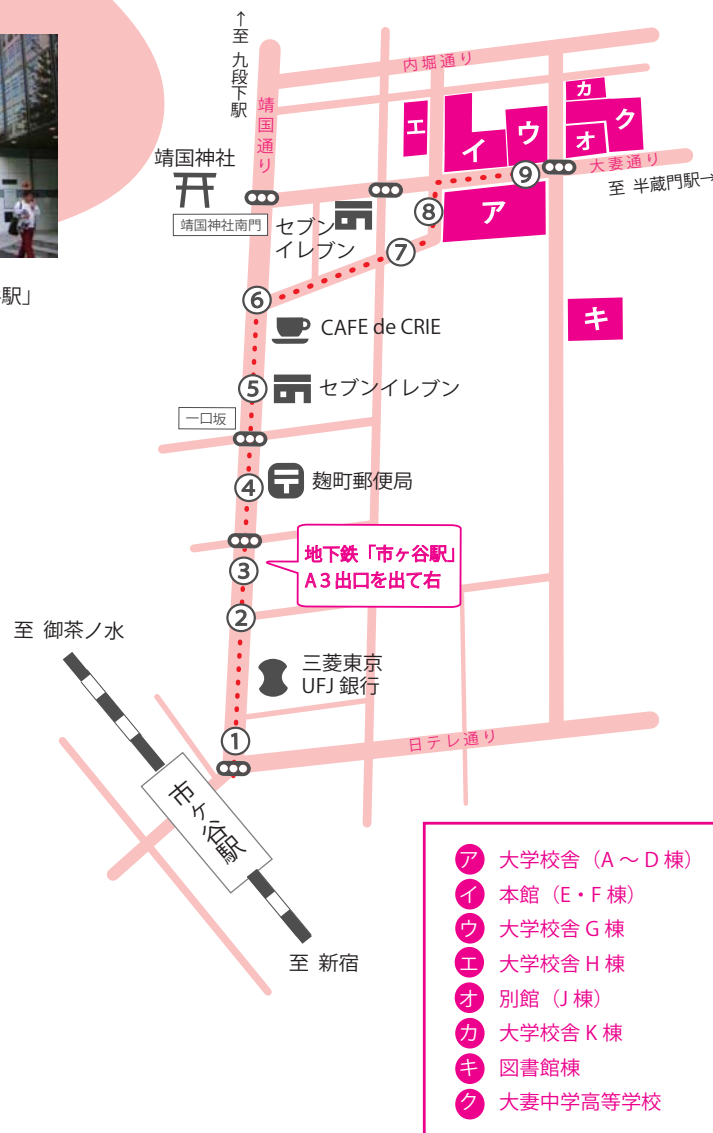 ↑至 九段下駅
靖国通り
内堀通り
カ
エ
イ
ウ
ク
オ
大妻通り
至 半蔵門駅→
靖国神社
靖国神社南門
セブン
イレブン
⑨
⑧
ア
⑦
駅」
⑥
CAFE de CRIE
キ
⑤
セブンイレブン
一口坂
④
麹町郵便局
地下鉄「市ヶ谷駅」
A3出口を出て右
③
②
至 御茶ノ水
三菱東京
UFJ 銀行
①
日テレ通り
市ヶ谷駅
至 新宿
ア 大学校舎（A ～ D 棟）
イ 本館（E・F 棟）
ウ 大学校舎 G 棟
エ 大学校舎 H 棟
オ 別館（J 棟）
カ 大学校舎 K 棟
キ 図書館棟
ク 大妻中学高等学校